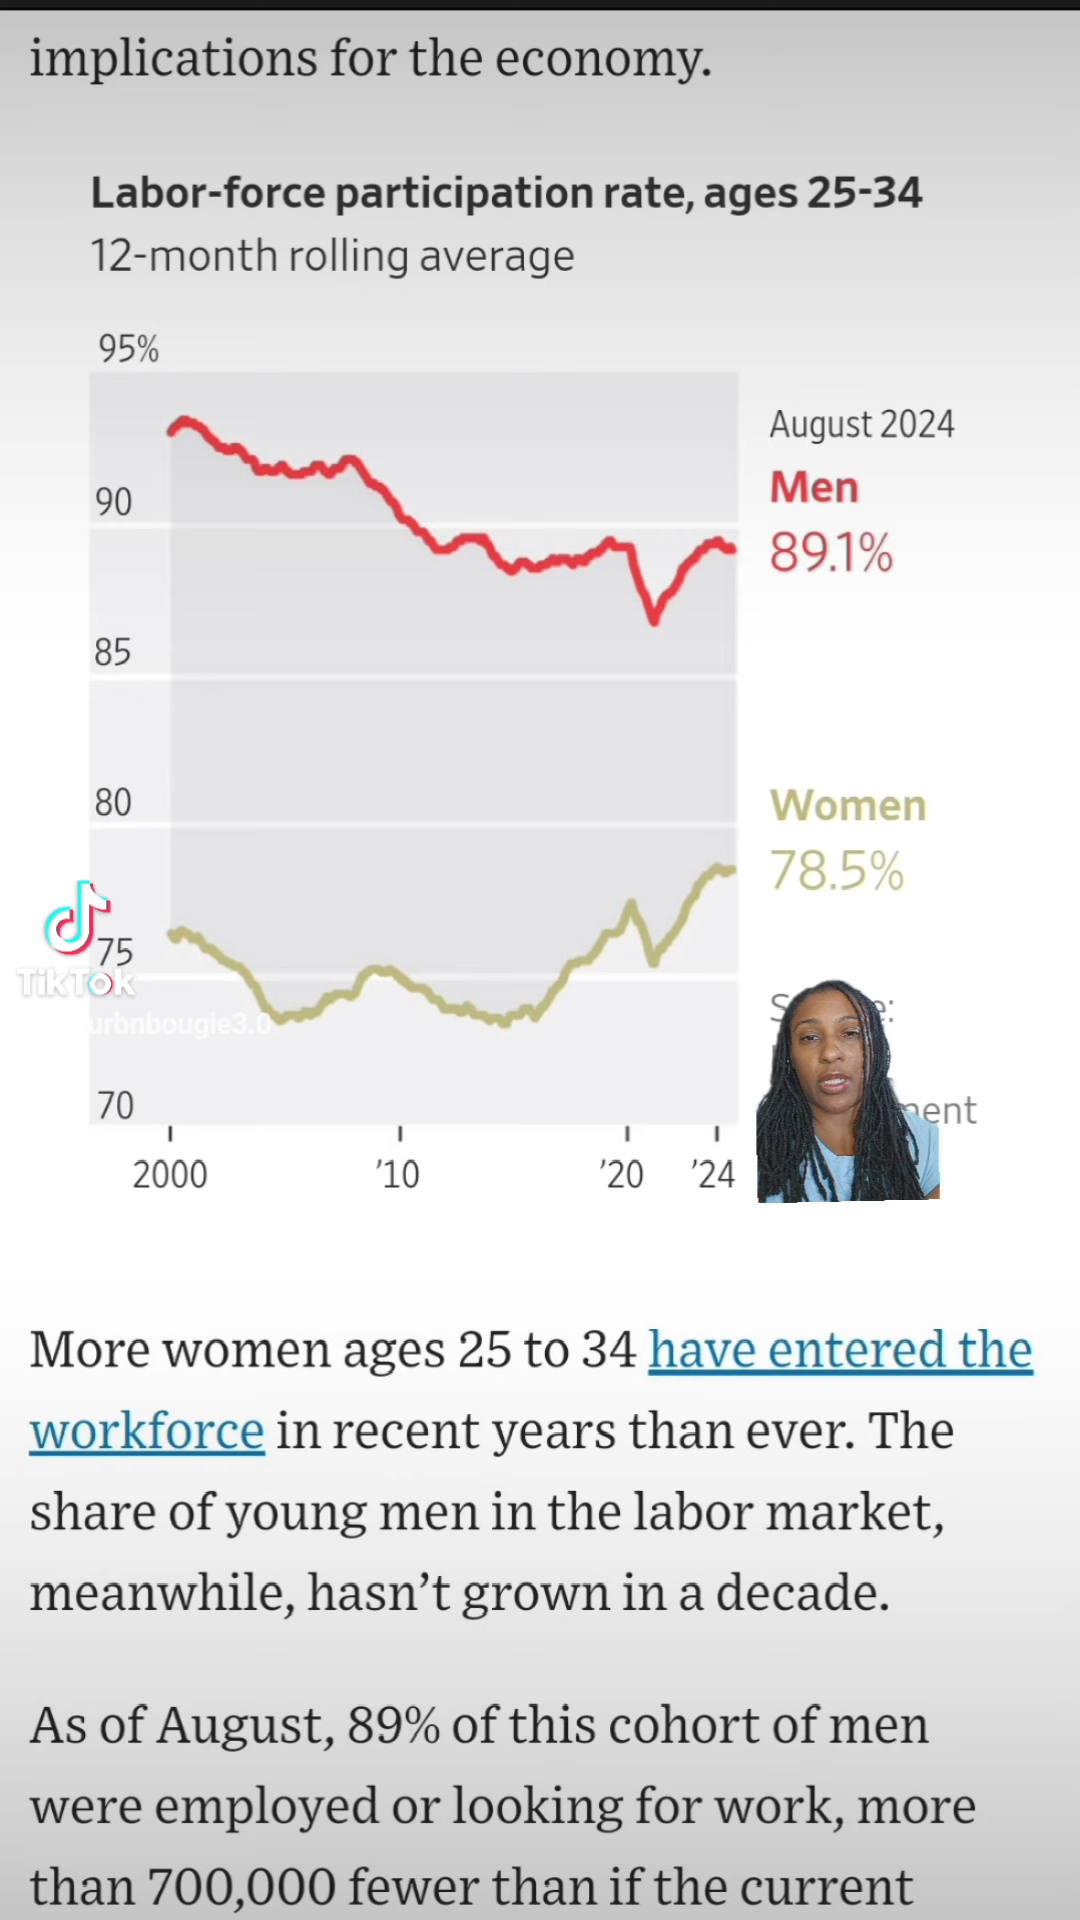 implications for the economy.
Labor-force participation rate, ages 25-34
12-month rolling average
95%
90
85
80
75
70
2000
’10
’20
’24
August 2024
Men
89.1%
Women
78.5%
TikTok
urbnbougie3.0
More women ages 25 to 34 have entered the
workforce in recent years than ever. The
share of young men in the labor market,
meanwhile, hasn’t grown in a decade.
As of August, 89% of this cohort of men
were employed or looking for work, more
than 700,000 fewer than if the current